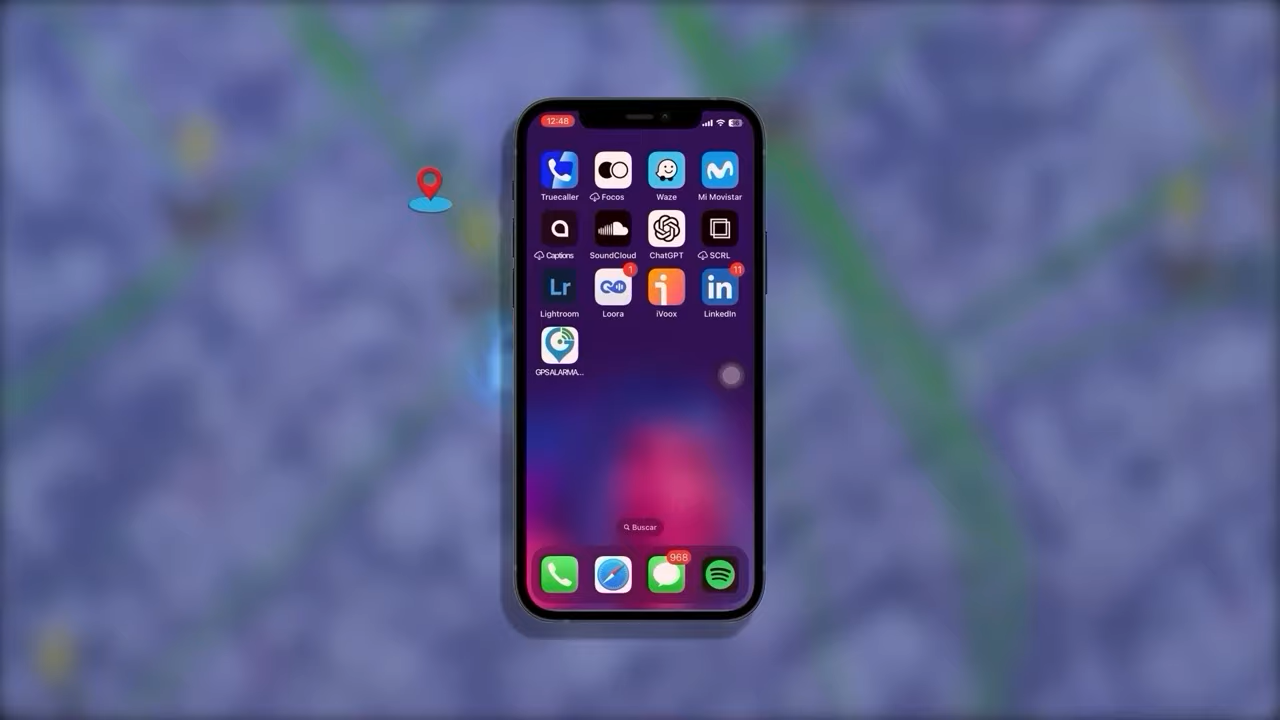 12:48
Truecaller
Focos
Waze
Mi Movistar
Captions
SoundCloud
ChatGPT
SCRL
Lr
1
11
in
Lightroom
Loora
iVoox
LinkedIn
GPSALARMA...
Buscar
968